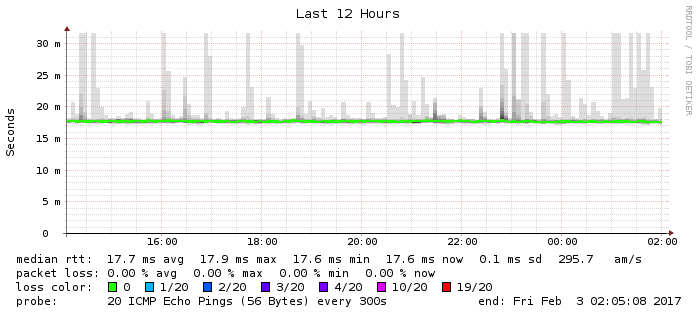 Last 12 Hours
RRDTOOL / TOBI OETIKER
Seconds
30 m
25 m
20 m
15 m
10 m
5 m
0
16:00 18:00 20:00 22:00 00:00 02:00
median rtt: 17.7 ms avg 17.9 ms max 17.6 ms min 17.6 ms now 0.1 ms sd 295.7 am/s
packet loss: 0.00 % avg 0.00 % max 0.00 % min 0.00 % now
loss color: 0 1/20 2/20 3/20 4/20 10/20 19/20
probe: 20 ICMP Echo Pings (56 Bytes) every 300s end: Fri Feb 3 02:05:08 2017